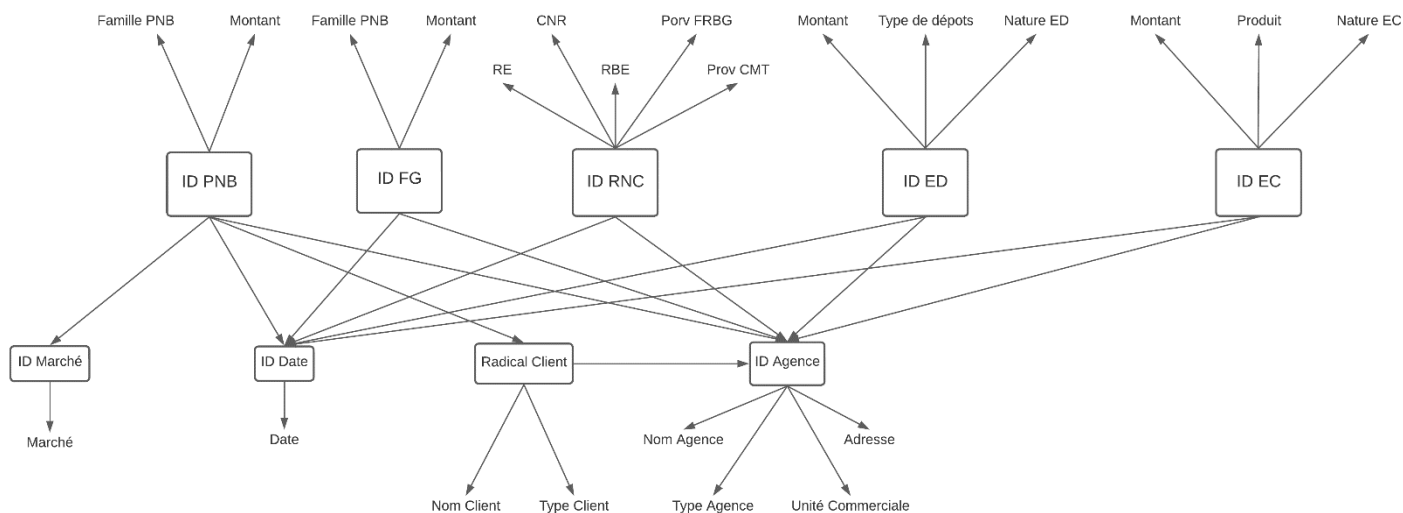 Famille PNB
Montant
Famille PNB
Montant
CNR
Porv FRBG
Montant
Type de dépots
Nature ED
Montant
Produit
Nature EC
RE
RBE
Prov CMT
ID PNB
ID FG
ID RNC
ID ED
ID EC
ID Marché
ID Date
Radical Client
ID Agence
Marché
Date
Nom Agence
Adresse
Nom Client
Type Client
Type Agence
Unité Commerciale